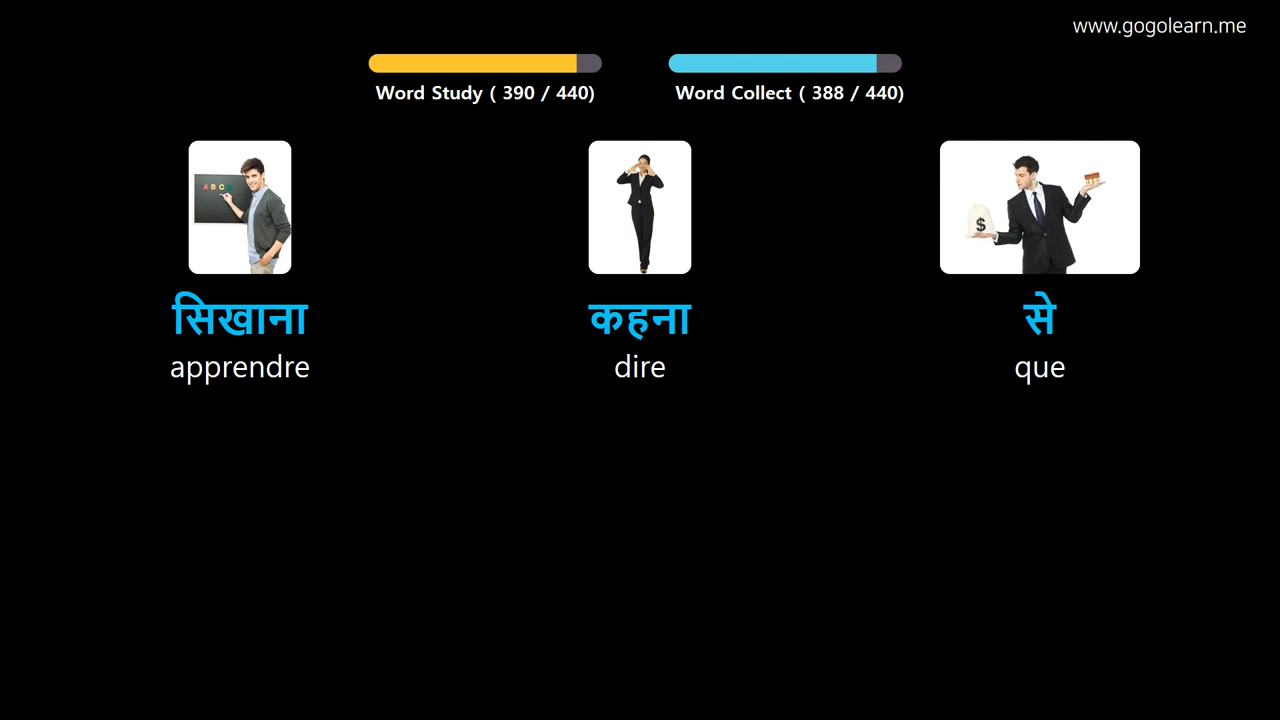 www.gogolearn.me
Word Study ( 390 / 440)
Word Collect ( 388 / 440)
A B C
$
सिखाना
कहना
से
apprendre
dire
que